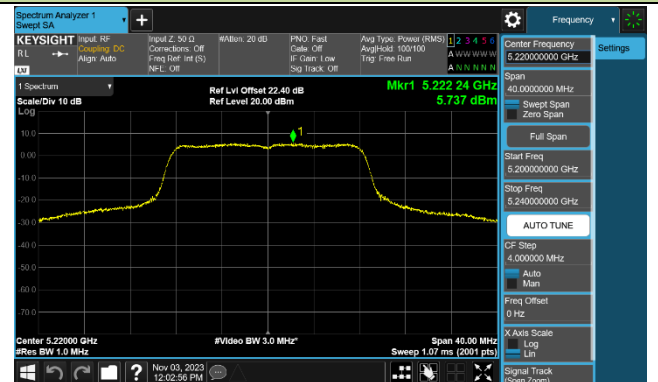 Spectrum Analyzer 1
Swept SA
KEYSIGHT
RL
LXI
Input: RF
Coupling: DC
Align: Auto
Input Z: 50 Ω
Corrections: Off
Freq Ref: Int (S)
NFE: Off
#Atten: 20 dB
PNO: Fast
Gate: Off
IF Gain: Low
Sig Track: Off
Avg Type: Power (RMS)
Avg|Hold: 100/100
Trig: Free Run
1 2 3 4 5 6
A W W W W W
A N N N N N
1 Spectrum
Scale/Div 10 dB
Log
Ref Lvl Offset 22.40 dB
Ref Level 20.00 dBm
Mkr1 5.222 24 GHz
5.737 dBm
1
10.0
0.00
-10.0
-20.0
-30.0
-40.0
-50.0
-60.0
-70.0
Center 5.22000 GHz
#Res BW 1.0 MHz
#Video BW 3.0 MHz*
Span 40.00 MHz
Sweep 1.07 ms (2001 pts)
Nov 03, 2023
12:02:56 PM
Frequency
Settings
Center Frequency
5.220000000 GHz
Span
40.0000000 MHz
Swept Span
Zero Span
Full Span
Start Freq
5.200000000 GHz
Stop Freq
5.240000000 GHz
AUTO TUNE
CF Step
4.000000 MHz
Auto
Man
Freq Offset
0 Hz
X Axis Scale
Log
Lin
Signal Track
(Span Zoom)